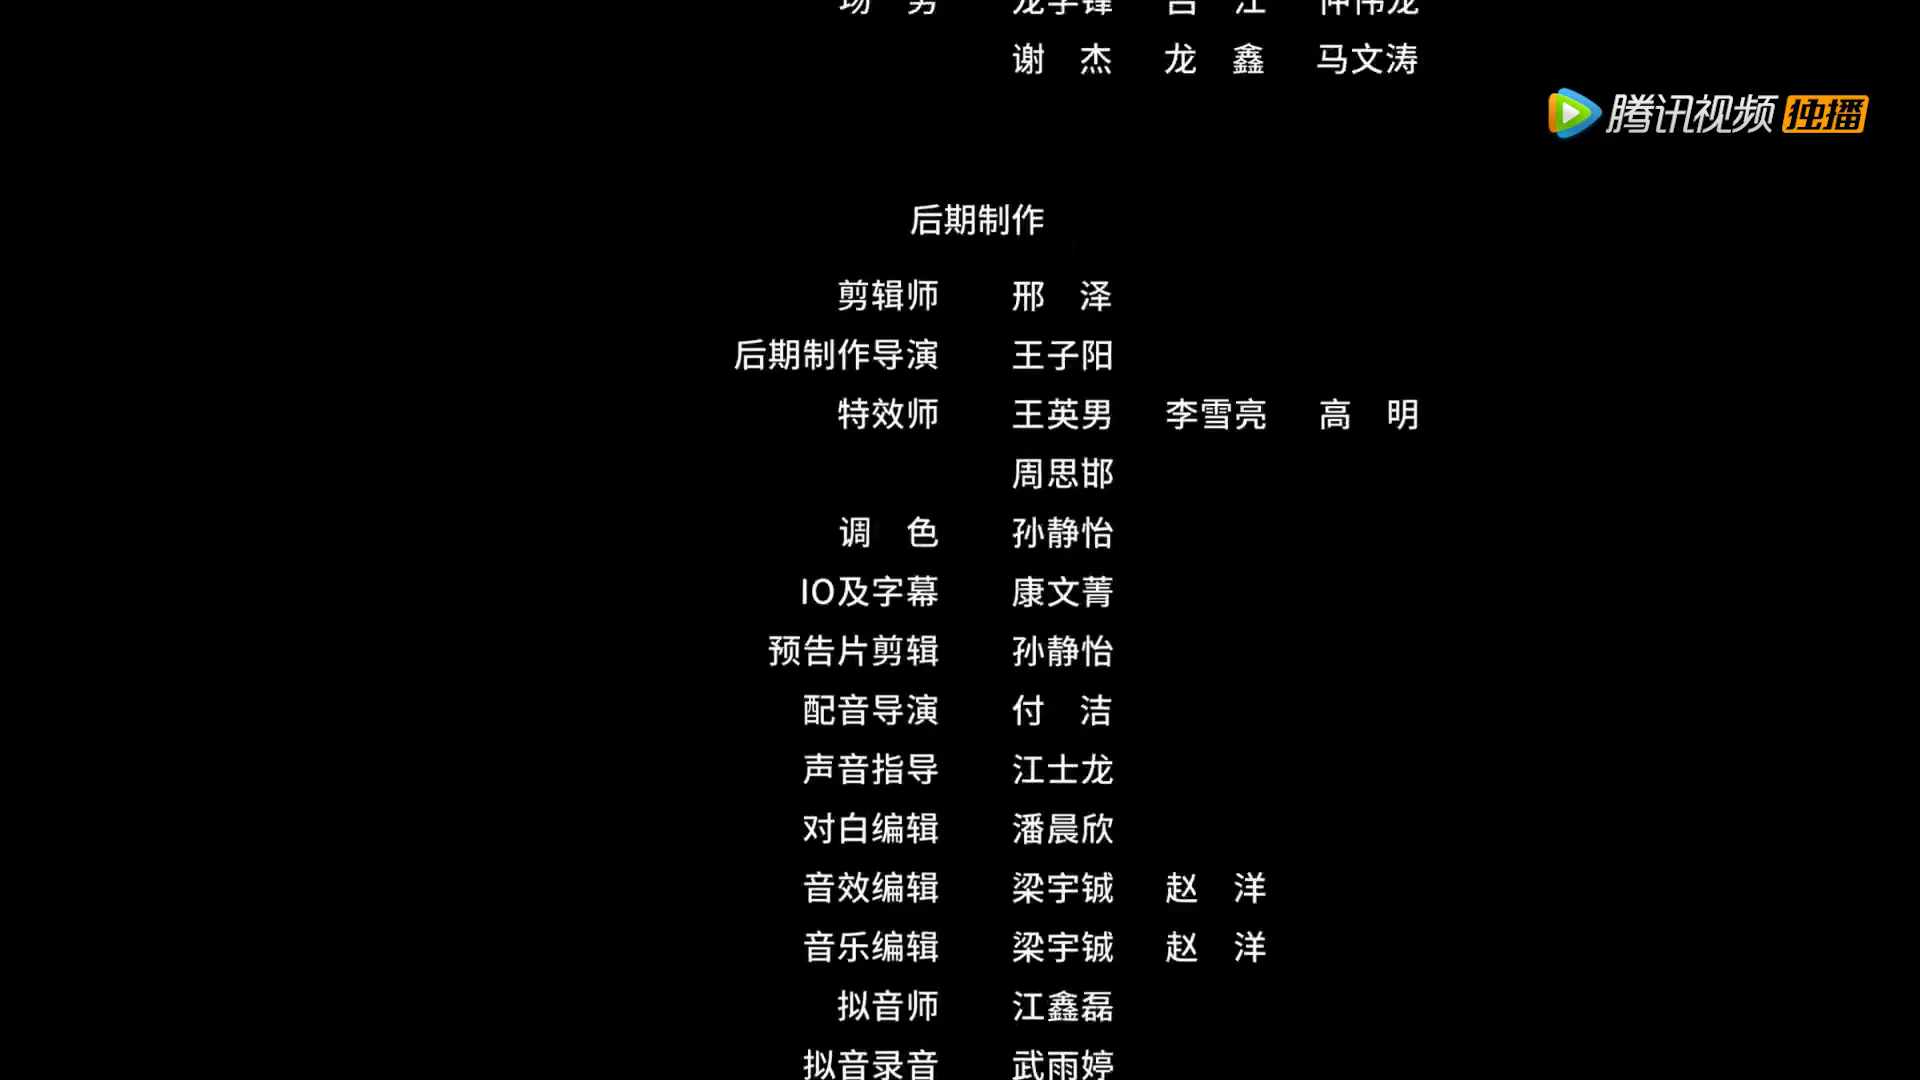 谢 杰 龙 鑫 马文涛
腾讯视频 独播
后期制作
剪辑师 邢 泽
后期制作导演 王子阳
特效师 王英男 李雪亮 高 明
周思邯
调 色 孙静怡
IO及字幕 康文菁
预告片剪辑 孙静怡
配音导演 付 洁
声音指导 江士龙
对白编辑 潘晨欣
音效编辑 梁宇铖 赵 洋
音乐编辑 梁宇铖 赵 洋
拟音师 江鑫磊
拟音录音 武雨婷